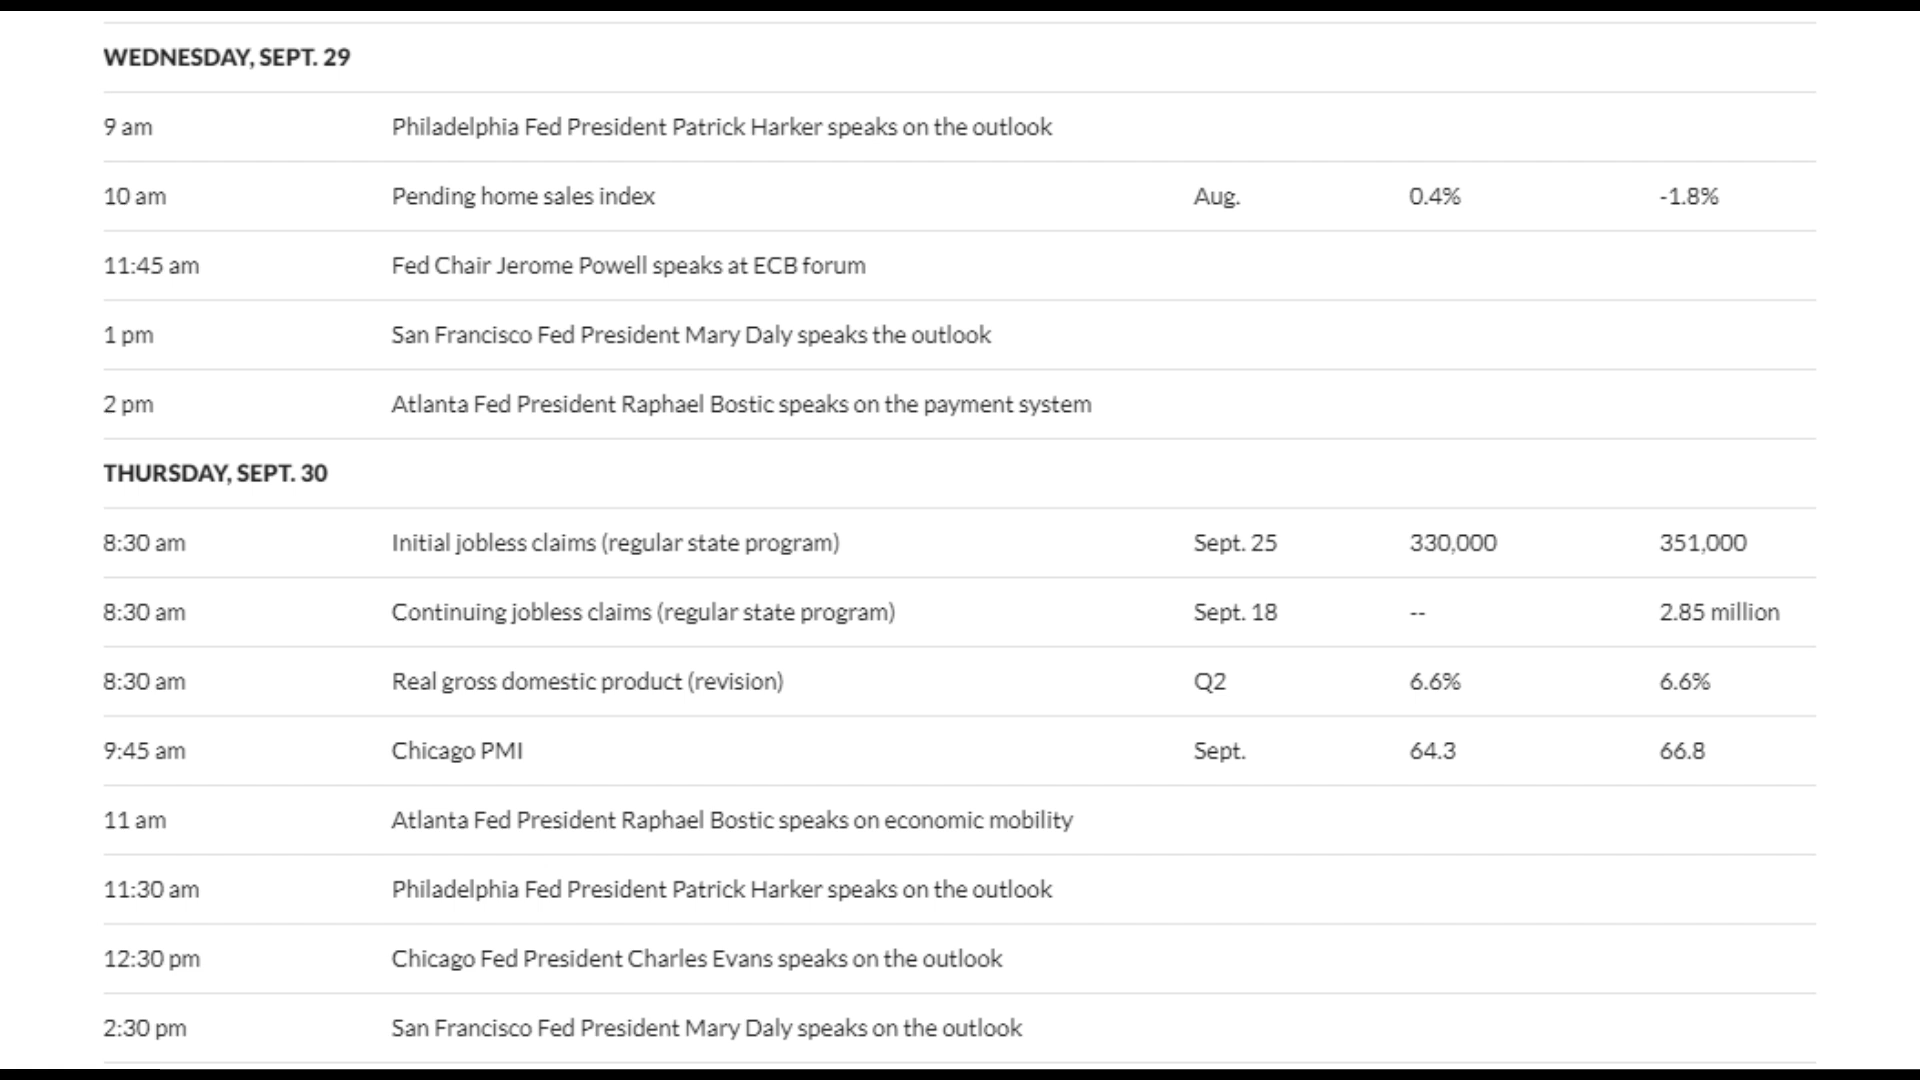 WEDNESDAY, SEPT. 29
9 am Philadelphia Fed President Patrick Harker speaks on the outlook
10 am Pending home sales index Aug. 0.4% -1.8%
11:45 am Fed Chair Jerome Powell speaks at ECB forum
1 pm San Francisco Fed President Mary Daly speaks the outlook
2 pm Atlanta Fed President Raphael Bostic speaks on the payment system
THURSDAY, SEPT. 30
8:30 am Initial jobless claims (regular state program) Sept. 25 330,000 351,000
8:30 am Continuing jobless claims (regular state program) Sept. 18 -- 2.85 million
8:30 am Real gross domestic product (revision) Q2 6.6% 6.6%
9:45 am Chicago PMI Sept. 64.3 66.8
11 am Atlanta Fed President Raphael Bostic speaks on economic mobility
11:30 am Philadelphia Fed President Patrick Harker speaks on the outlook
12:30 pm Chicago Fed President Charles Evans speaks on the outlook
2:30 pm San Francisco Fed President Mary Daly speaks on the outlook